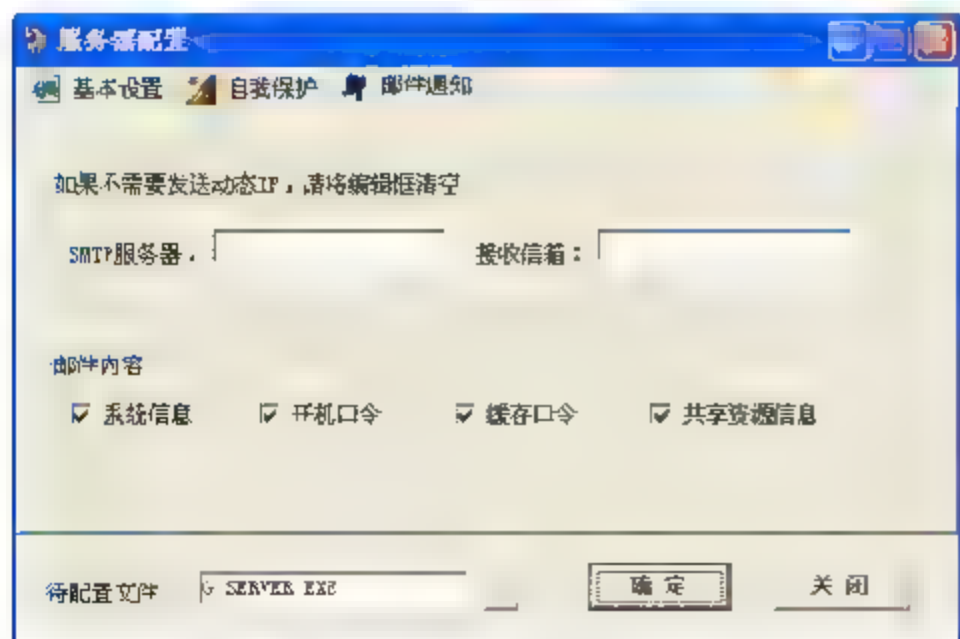 服务器配置
基本设置 自我保护 邮件通知
如果不需要发送动态IP，请将编辑框清空
SMTP服务器： 接收信箱：
邮件内容
系统信息 开机口令 缓存口令 共享资源信息
待配置文件 G_SERVER.EXE 确定 关闭